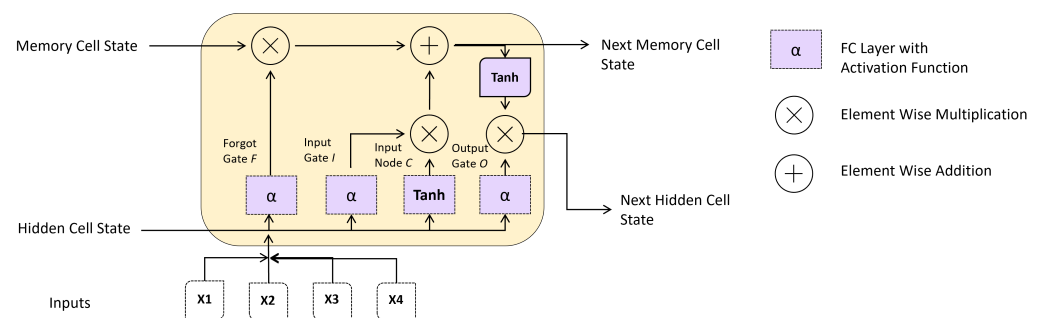 Memory Cell State
Next Memory Cell
State
Tanh
Forgot
Gate F
Input
Gate I
Input
Node C
Output
Gate O
α
α
Tanh
α
Hidden Cell State
Next Hidden Cell
State
Inputs
X1
X2
X3
X4
α
FC Layer with
Activation Function
Element Wise Multiplication
Element Wise Addition